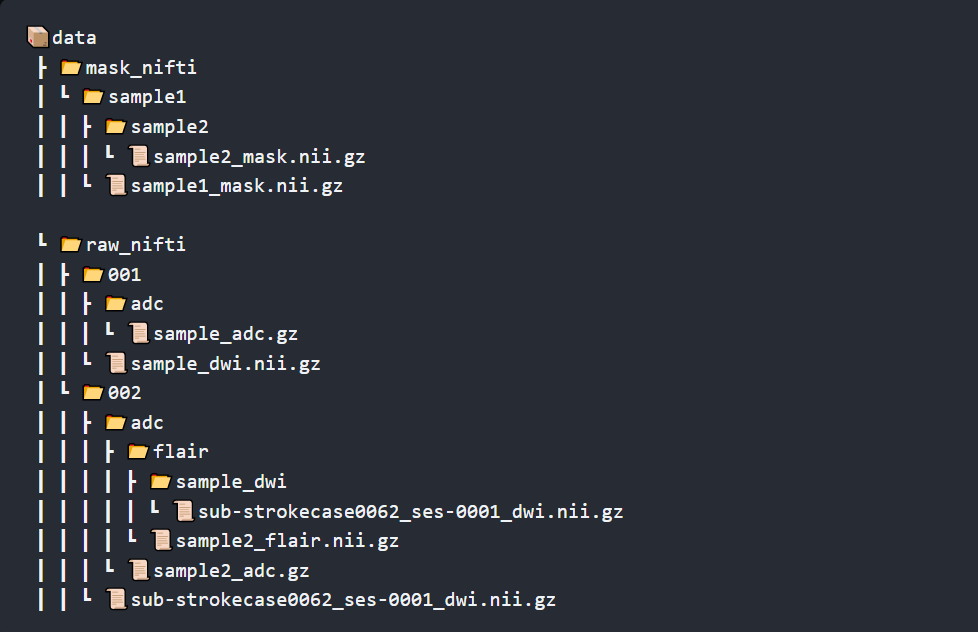 data
mask_nifti
sample1
sample2
sample2_mask.nii.gz
sample1_mask.nii.gz
raw_nifti
001
adc
sample_adc.gz
sample_dwi.nii.gz
002
adc
flair
sample_dwi
sub-strokecase0062_ses-0001_dwi.nii.gz
sample2_flair.nii.gz
sample2_adc.gz
sub-strokecase0062_ses-0001_dwi.nii.gz